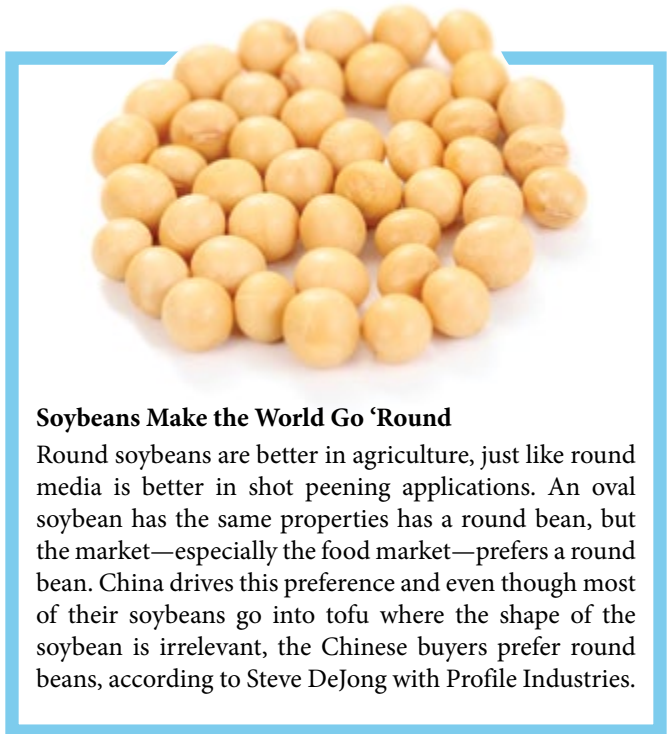 Soybeans Make the World Go ‘Round
Round soybeans are better in agriculture, just like round
media is better in shot peening applications. An oval
soybean has the same properties has a round bean, but
the market—especially the food market—prefers a round
bean. China drives this preference and even though most
of their soybeans go into tofu where the shape of the
soybean is irrelevant, the Chinese buyers prefer round
beans, according to Steve DeJong with Profile Industries.